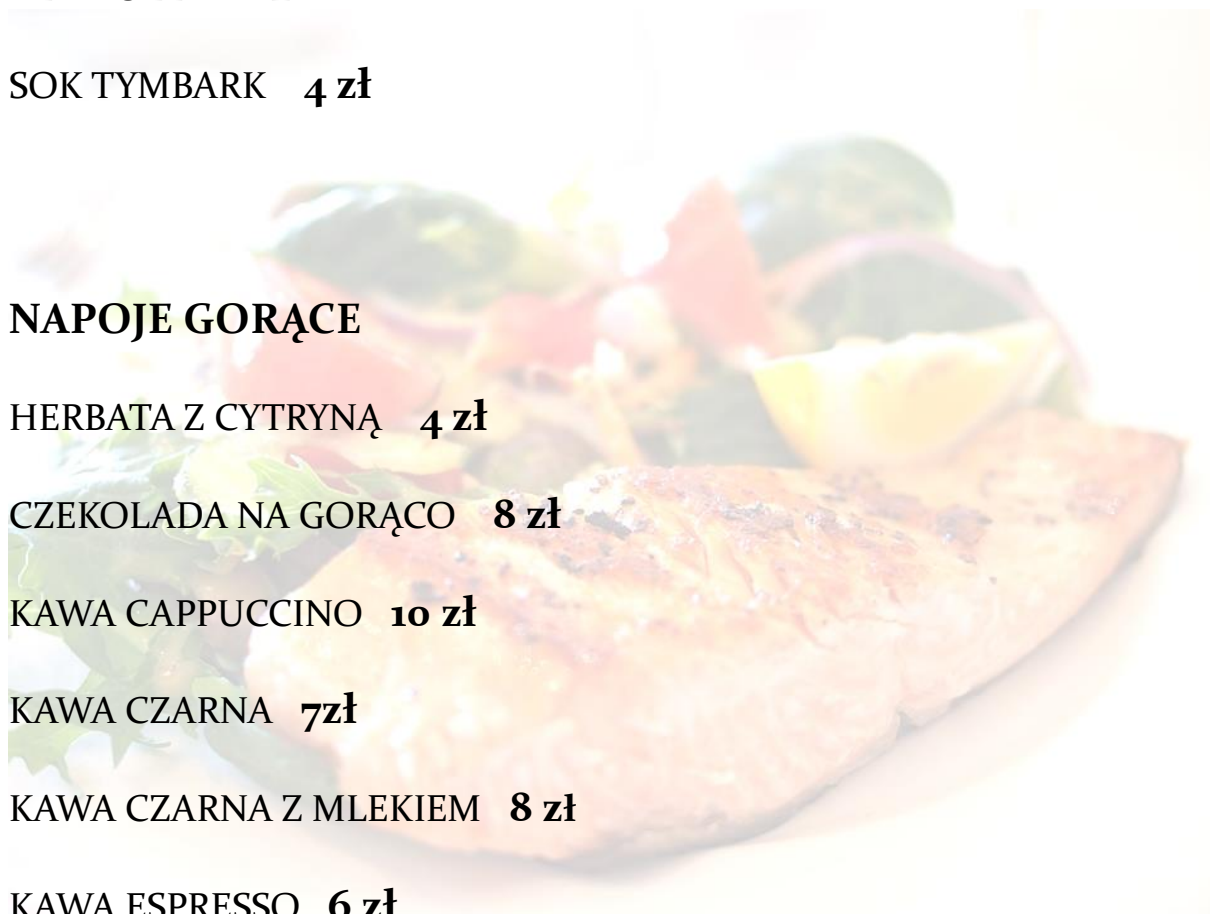 SOK TYMBARK 4 zł
NAPOJE GORĄCE
HERBATA Z CYTRYNĄ 4 zł
CZEKOLADA NA GORĄCO 8 zł
KAWA CAPPUCCINO 10 zł
KAWA CZARNA 7zł
KAWA CZARNA Z MLEKIEM 8 zł
KAWA ESPRESSO 6 zł